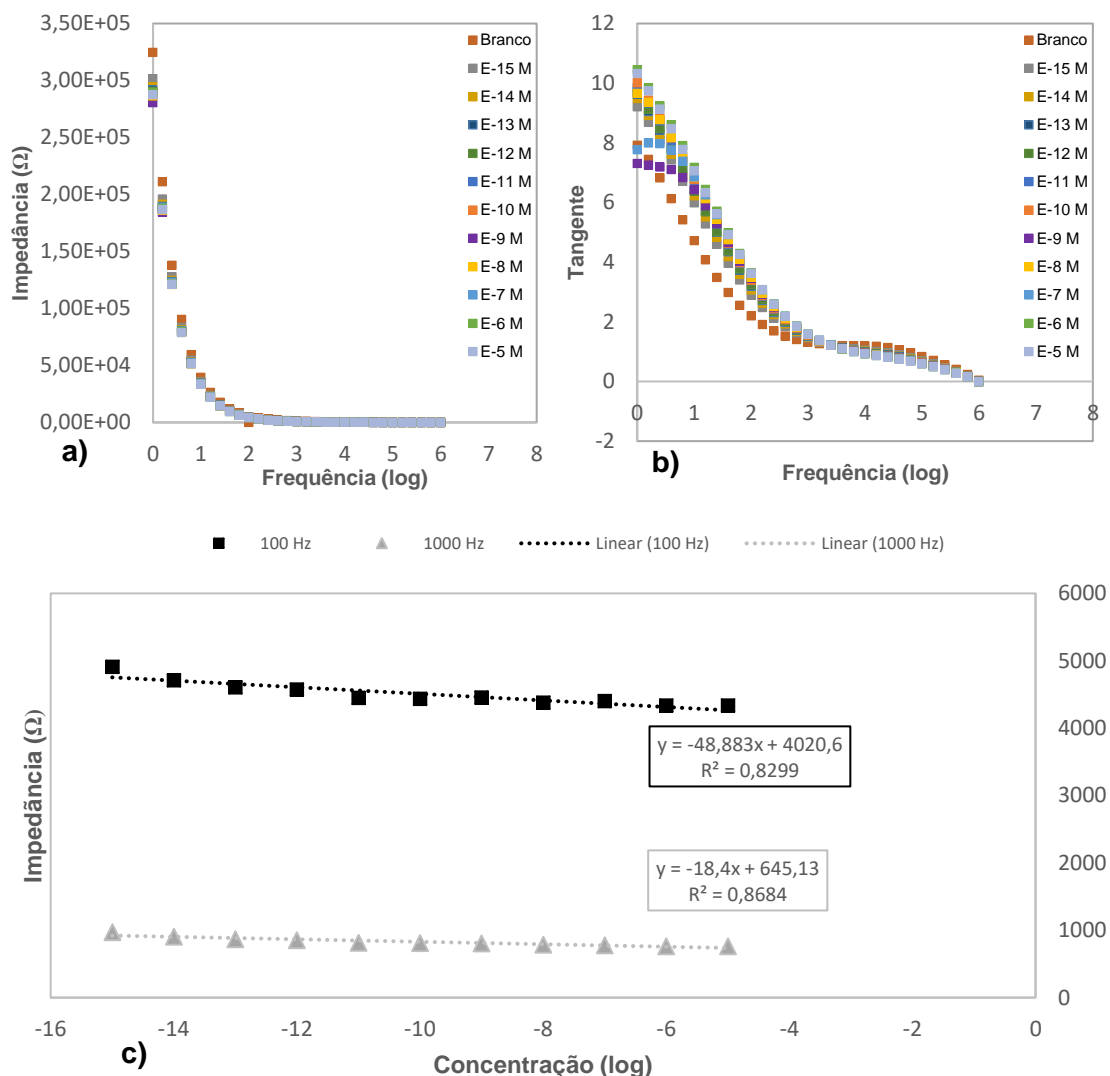 3,50E+05
3,00E+05
2,50E+05
2,00E+05
1,50E+05
1,00E+05
5,00E+04
0,00E+00
Impedância (Ω)
0 1 2 3 4 5 6 7 8
Frequência (log)
a)
Branco
E-15 M
E-14 M
E-13 M
E-12 M
E-11 M
E-10 M
E-9 M
E-8 M
E-7 M
E-6 M
E-5 M
12
10
8
6
4
2
0
-2
Tangente
0 1 2 3 4 5 6 7 8
Frequência (log)
b)
Branco
E-15 M
E-14 M
E-13 M
E-12 M
E-11 M
E-10 M
E-9 M
E-8 M
E-7 M
E-6 M
E-5 M
100 Hz 1000 Hz Linear (100 Hz) Linear (1000 Hz)
6000
5000
4000
3000
2000
1000
0
Impedância (Ω)
y = -48,883x + 4020,6
R² = 0,8299
y = -18,4x + 645,13
R² = 0,8684
-16 -14 -12 -10 -8 -6 -4 -2 0
Concentração (log)
c)